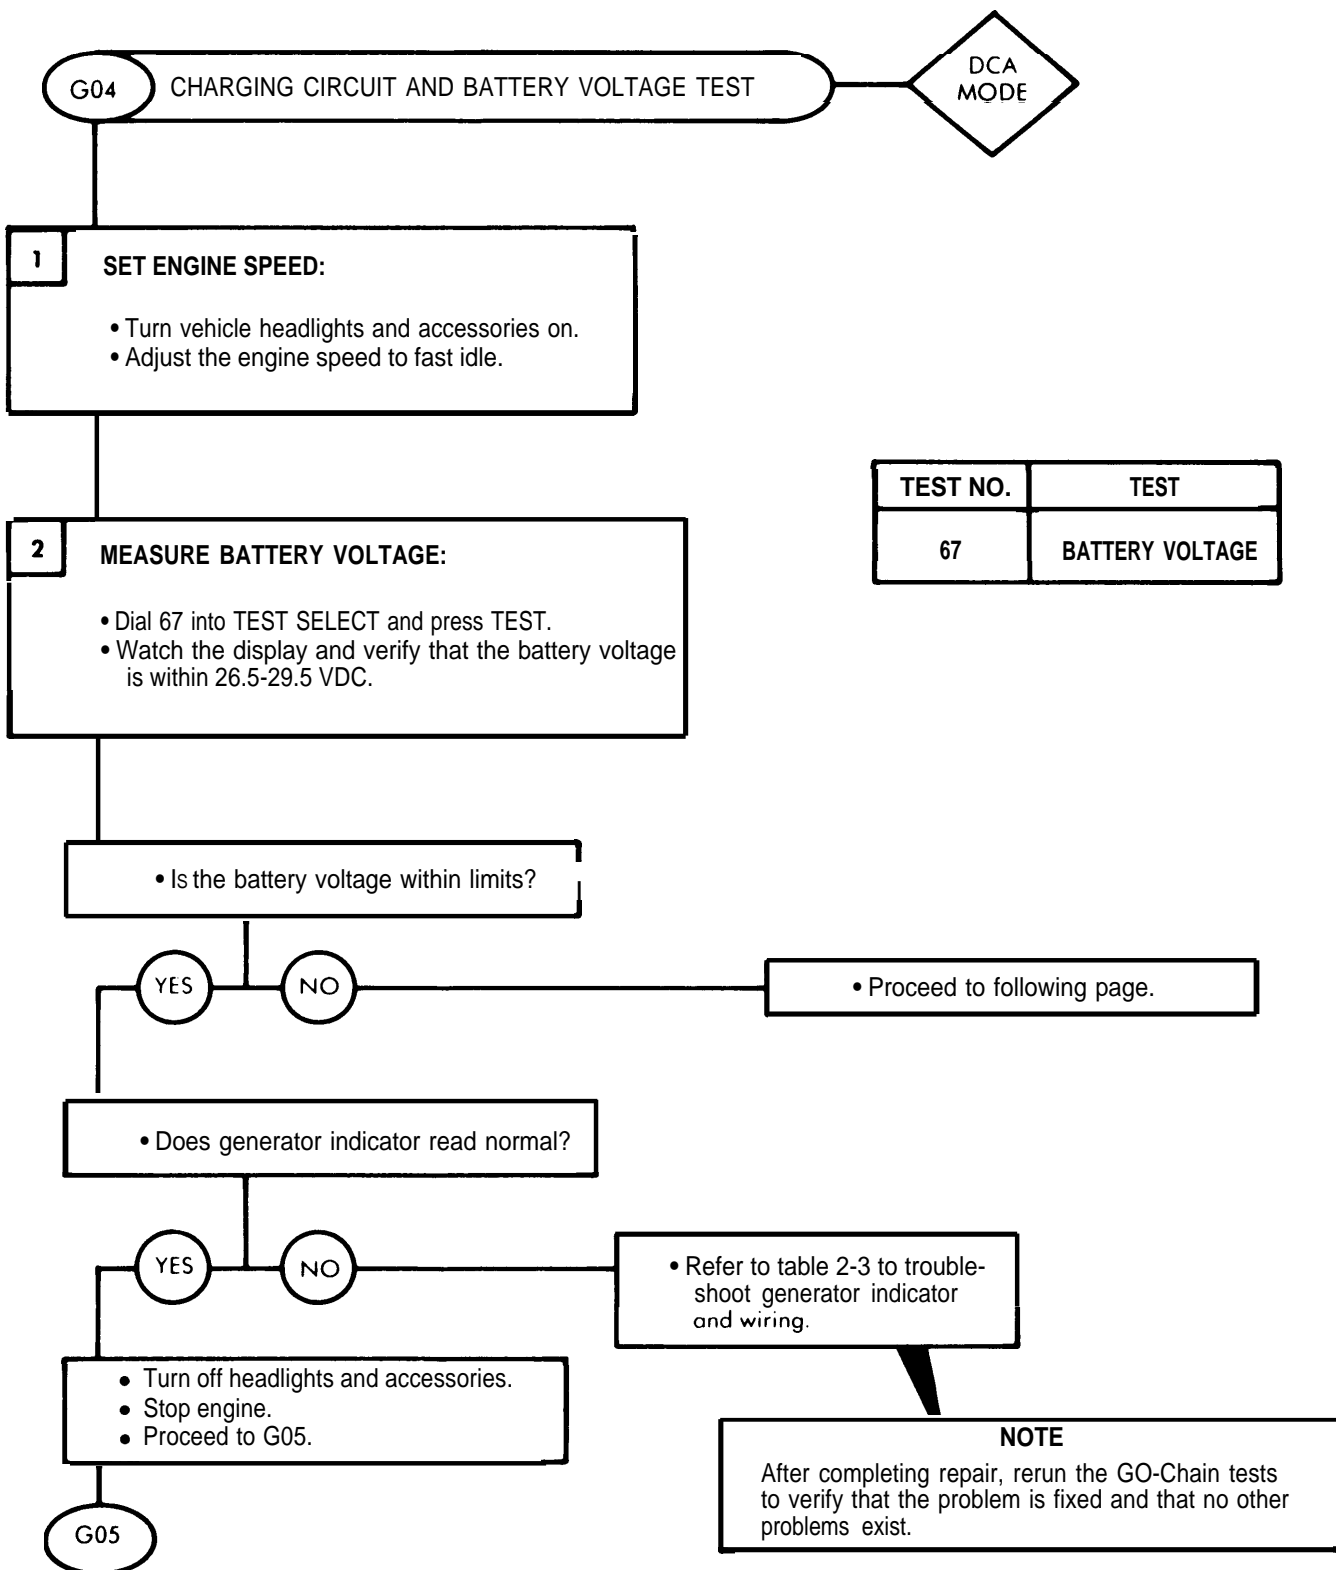 G04
CHARGING CIRCUIT AND BATTERY VOLTAGE TEST
DCA
MODE
1
SET ENGINE SPEED:
• Turn vehicle headlights and accessories on.
• Adjust the engine speed to fast idle.
TEST NO. TEST
67 BATTERY VOLTAGE
2
MEASURE BATTERY VOLTAGE:
• Dial 67 into TEST SELECT and press TEST.
• Watch the display and verify that the battery voltage
is within 26.5-29.5 VDC.
• Is the battery voltage within limits?
YES
NO
• Proceed to following page.
• Does generator indicator read normal?
YES
NO
• Refer to table 2-3 to trouble-
shoot generator indicator
and wiring.
• Turn off headlights and accessories.
• Stop engine.
• Proceed to G05.
NOTE
After completing repair, rerun the GO-Chain tests
to verify that the problem is fixed and that no other
problems exist.
G05